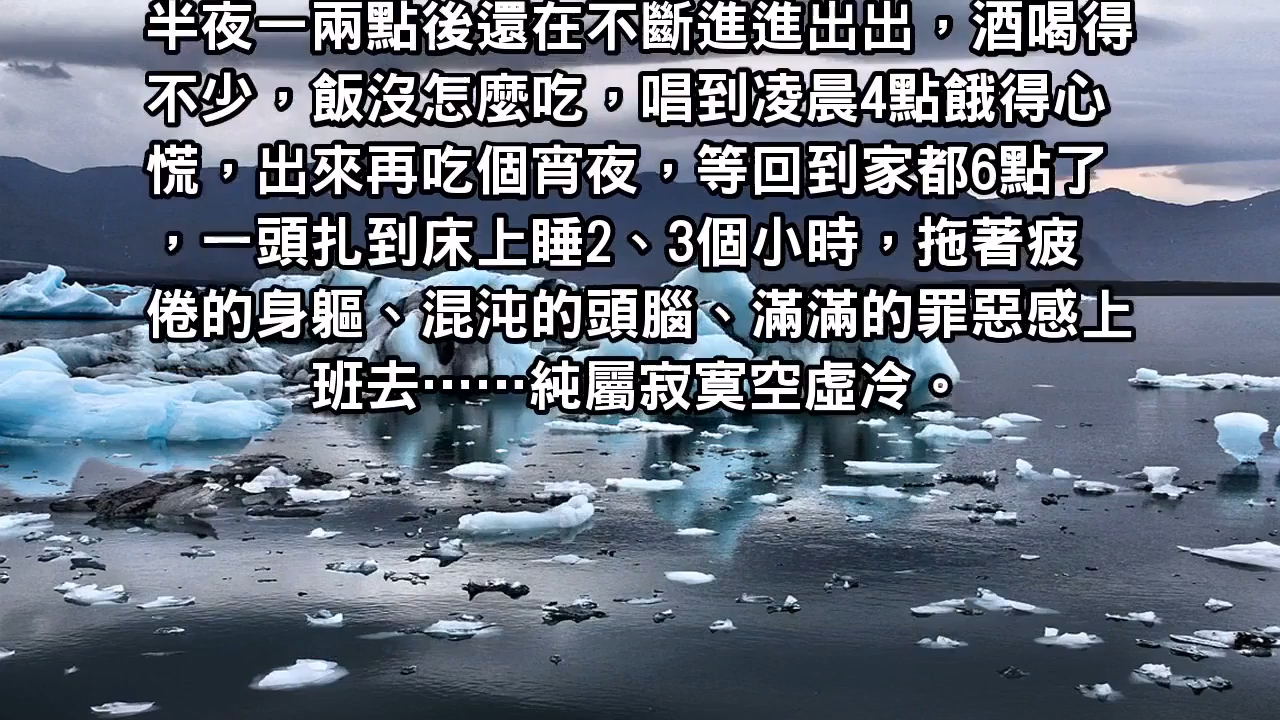 半夜一兩點後還在不斷進進出出，酒喝得
不少，飯沒怎麼吃，唱到凌晨4點餓得心
慌，出來再吃個宵夜，等回到家都6點了
，一頭扎到床上睡2、3個小時，拖著疲
倦的身軀、混沌的頭腦、滿滿的罪惡感上
班去……純屬寂寞空虛冷。